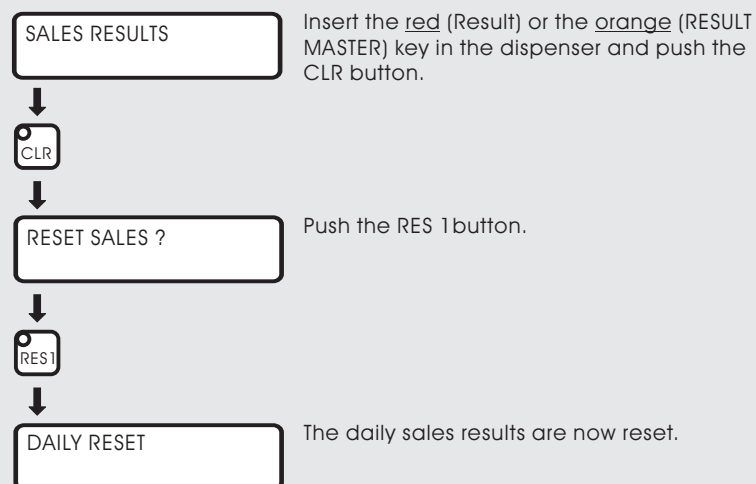 SALES RESULTS
Insert the red (Result) or the orange (RESULT
MASTER) key in the dispenser and push the
CLR button.
CLR
RESET SALES ?
Push the RES 1button.
RES1
DAILY RESET
The daily sales results are now reset.